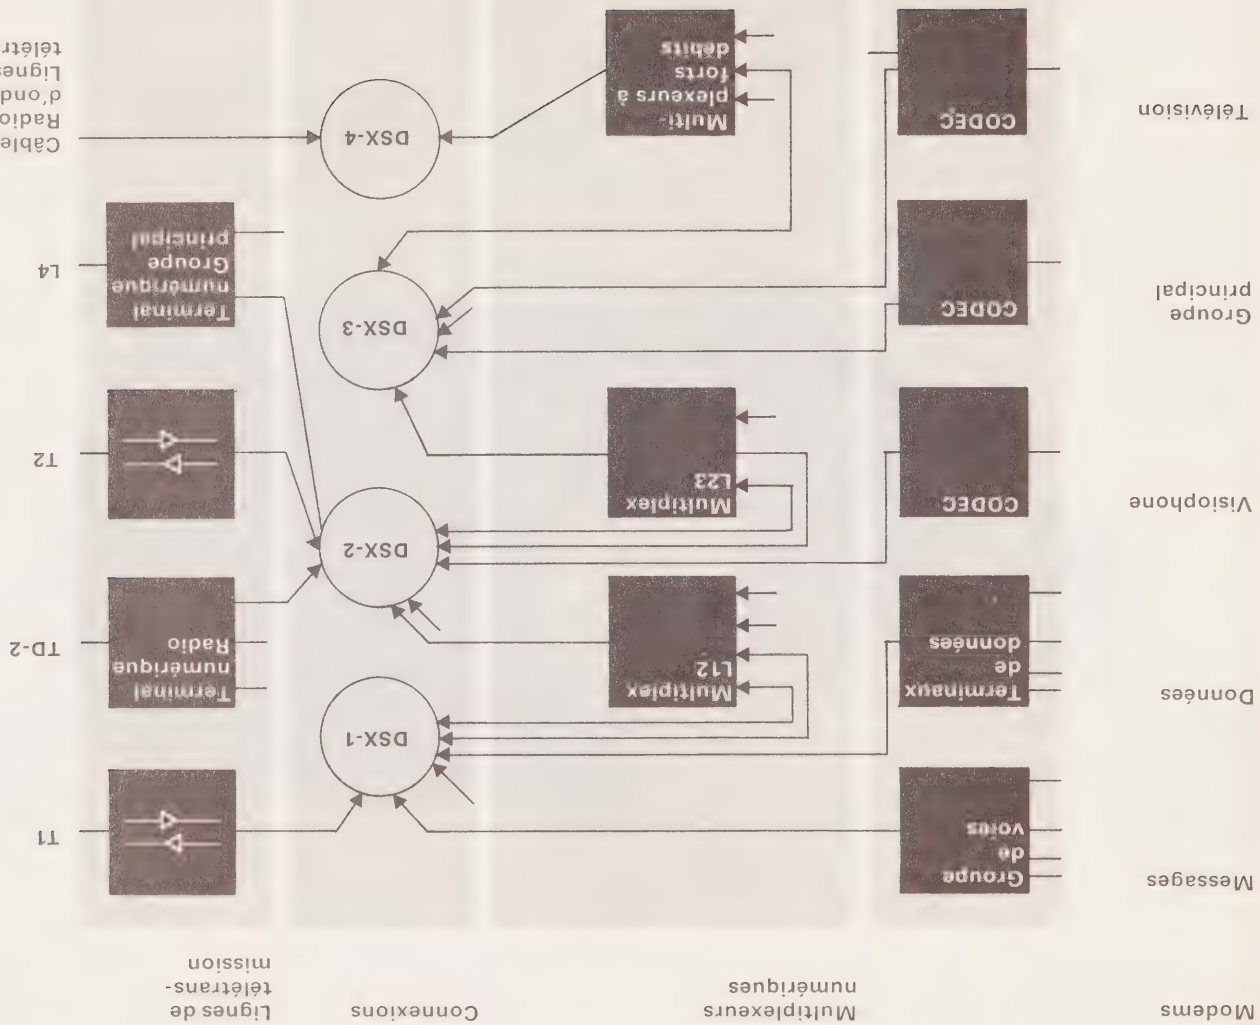 Modems
Multiplexeurs
numériques
Connexions
Lignes de
télétrans-
mission
Messages
Groupe
de
voies
DSX-1
T1
Données
Terminaux
de
données
Multiplex
L12
Terminal
numérique
Radio
TD-2
Visiophone
CODEC
Multiplex
L23
DSX-2
T2
Groupe
principal
CODEC
DSX-3
Terminal
numérique
Groupe
principal
L4
Télévision
CODEC
Multi-
plexeurs à
forts
débits
DSX-4
Câble
Radio
d'ond
Lignes
télétr